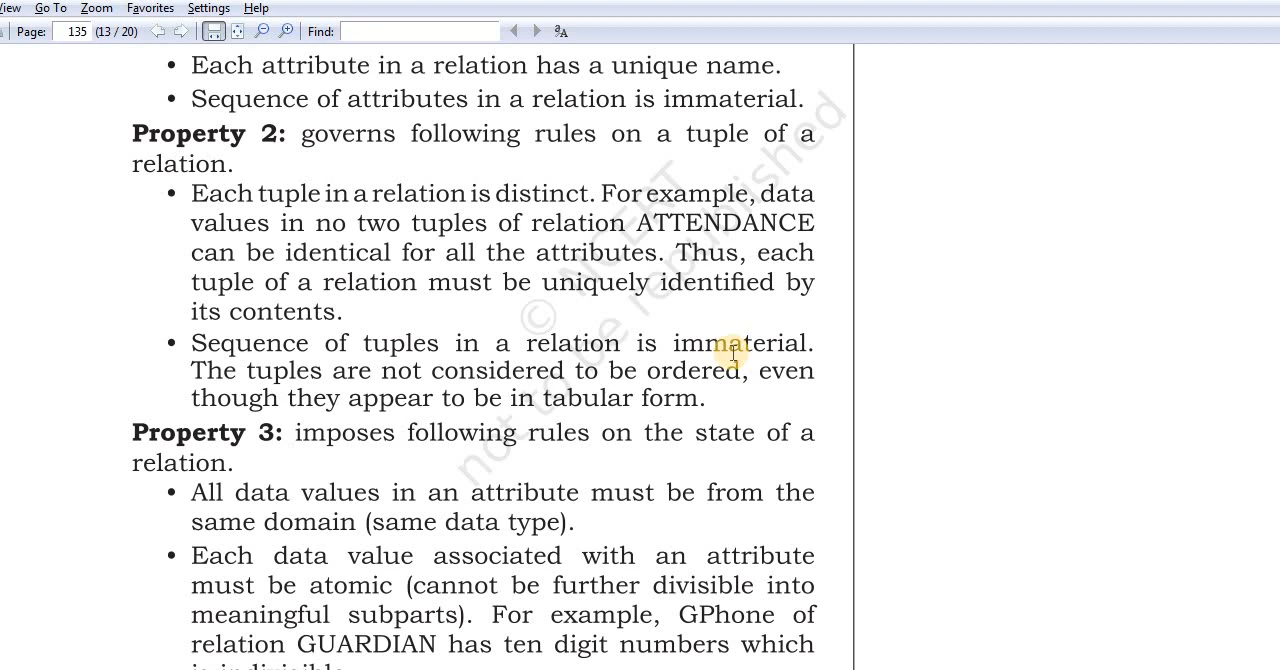 View Go To Zoom Favorites Settings Help
Page: 135 (13 / 20) Find:
• Each attribute in a relation has a unique name.
• Sequence of attributes in a relation is immaterial.
Property 2: governs following rules on a tuple of a
relation.
• Each tuple in a relation is distinct. For example, data
values in no two tuples of relation ATTENDANCE
can be identical for all the attributes. Thus, each
tuple of a relation must be uniquely identified by
its contents.
• Sequence of tuples in a relation is immaterial.
The tuples are not considered to be ordered, even
though they appear to be in tabular form.
Property 3: imposes following rules on the state of a
relation.
• All data values in an attribute must be from the
same domain (same data type).
• Each data value associated with an attribute
must be atomic (cannot be further divisible into
meaningful subparts). For example, GPhone of
relation GUARDIAN has ten digit numbers which
is indivisible.
© NCERT
not to be republished